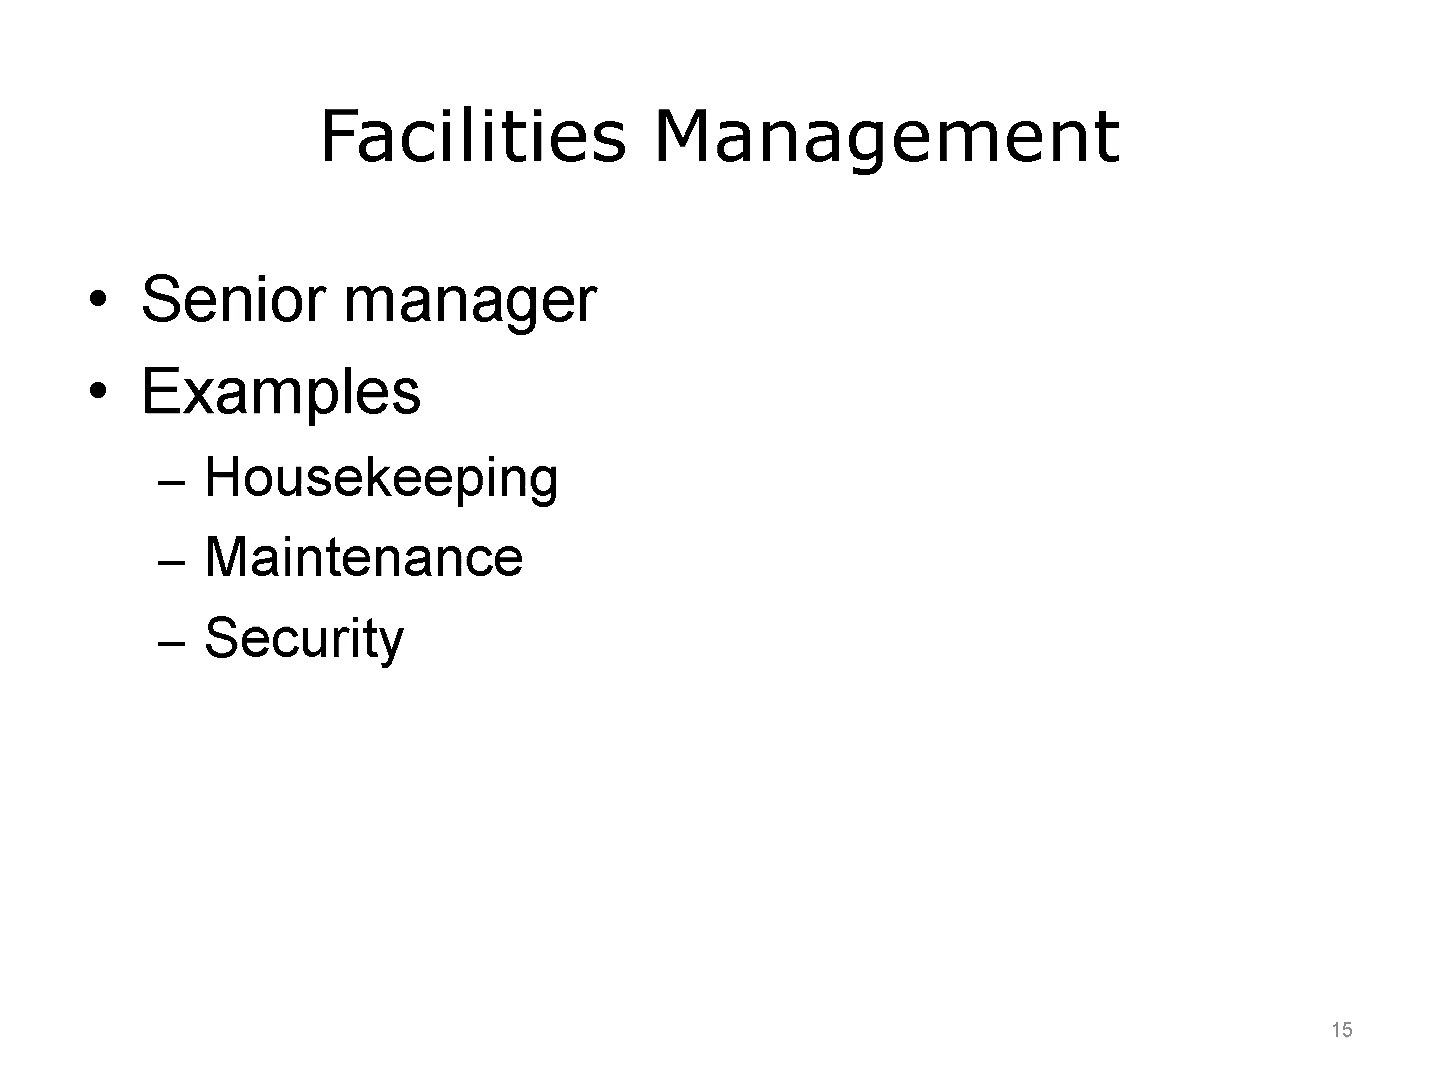 Facilities Management
• Senior manager
• Examples
– Housekeeping
– Maintenance
– Security
15